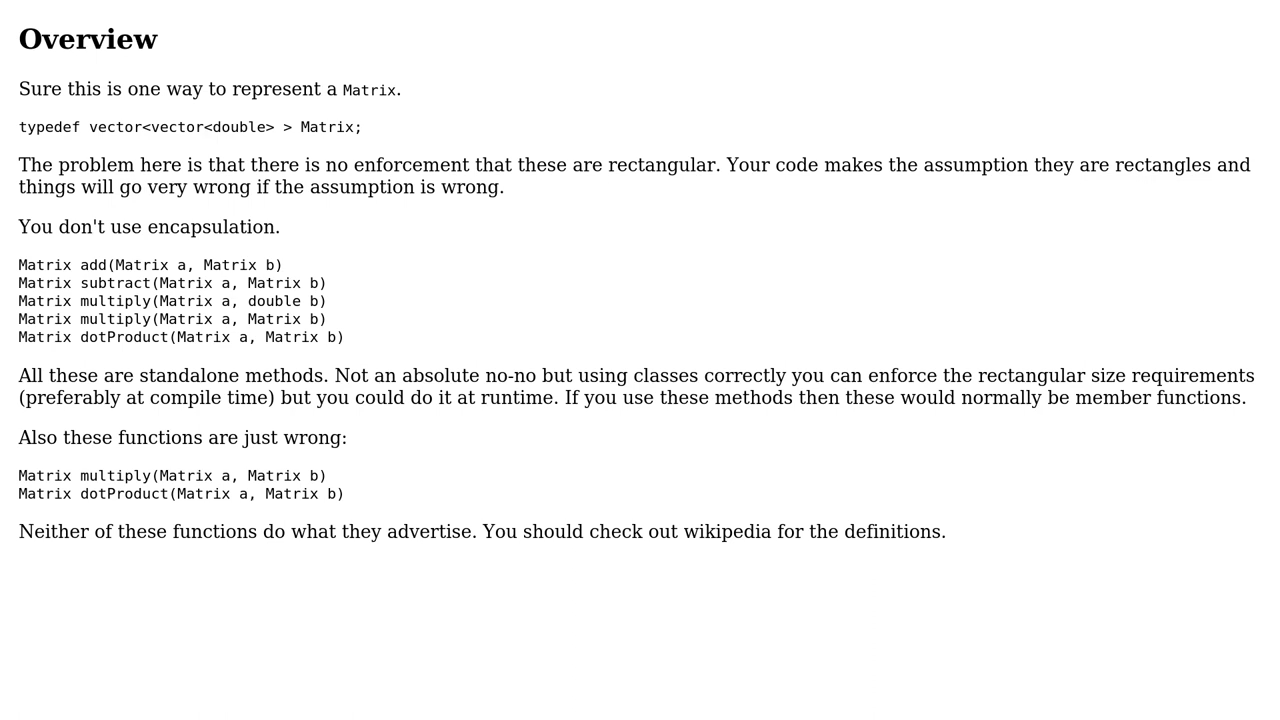 Overview
Sure this is one way to represent a Matrix.
typedef vector<vector<double> > Matrix;
The problem here is that there is no enforcement that these are rectangular. Your code makes the assumption they are rectangles and
things will go very wrong if the assumption is wrong.
You don't use encapsulation.
Matrix add(Matrix a, Matrix b)
Matrix subtract(Matrix a, Matrix b)
Matrix multiply(Matrix a, double b)
Matrix multiply(Matrix a, Matrix b)
Matrix dotProduct(Matrix a, Matrix b)
All these are standalone methods. Not an absolute no-no but using classes correctly you can enforce the rectangular size requirements
(preferably at compile time) but you could do it at runtime. If you use these methods then these would normally be member functions.
Also these functions are just wrong:
Matrix multiply(Matrix a, Matrix b)
Matrix dotProduct(Matrix a, Matrix b)
Neither of these functions do what they advertise. You should check out wikipedia for the definitions.